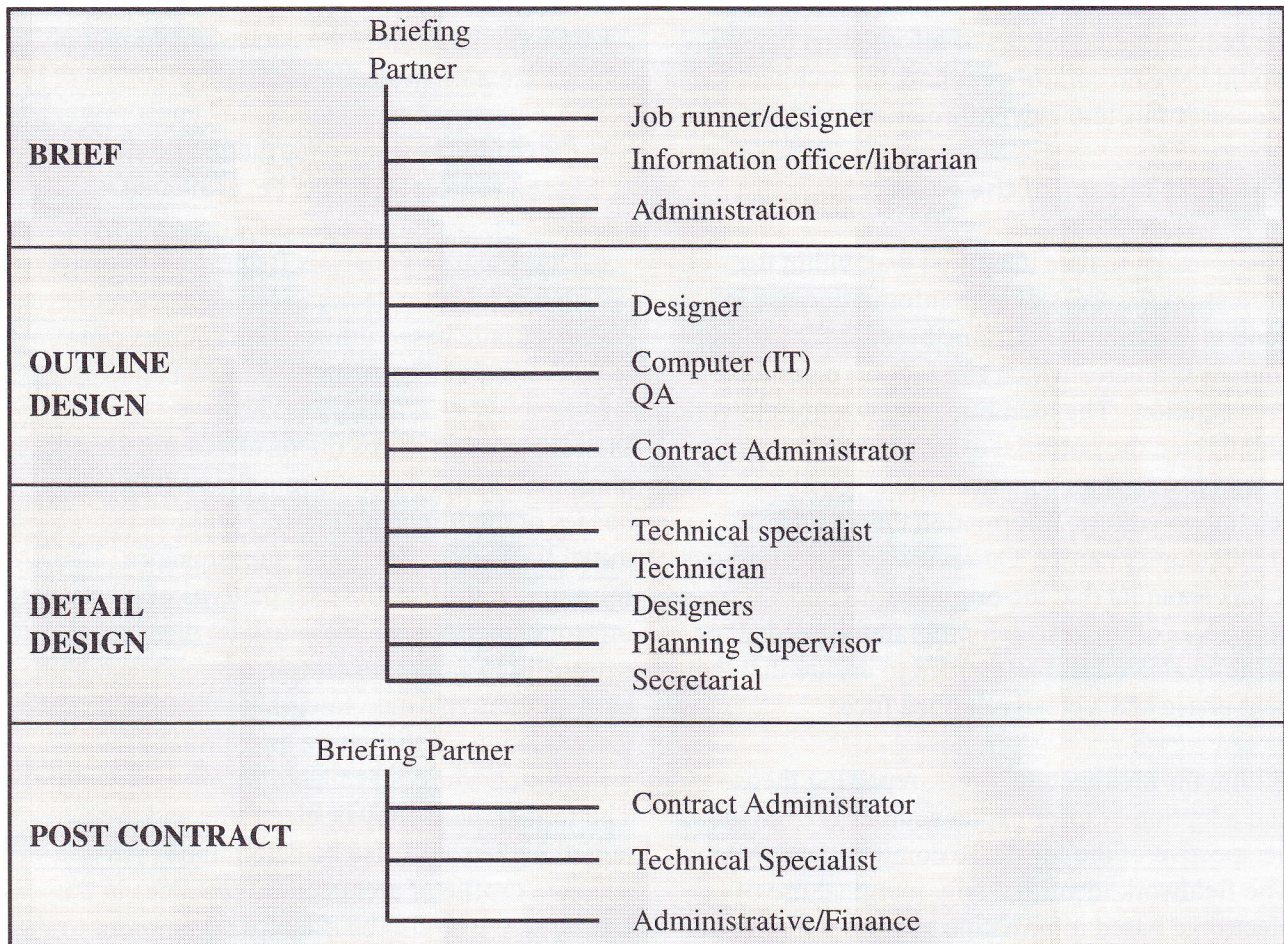 Briefing
Partner
BRIEF
Job runner/designer
Information officer/librarian
Administration
OUTLINE
DESIGN
Designer
Computer (IT)
QA
Contract Administrator
DETAIL
DESIGN
Technical specialist
Technician
Designers
Planning Supervisor
Secretarial
Briefing Partner
POST CONTRACT
Contract Administrator
Technical Specialist
Administrative/Finance